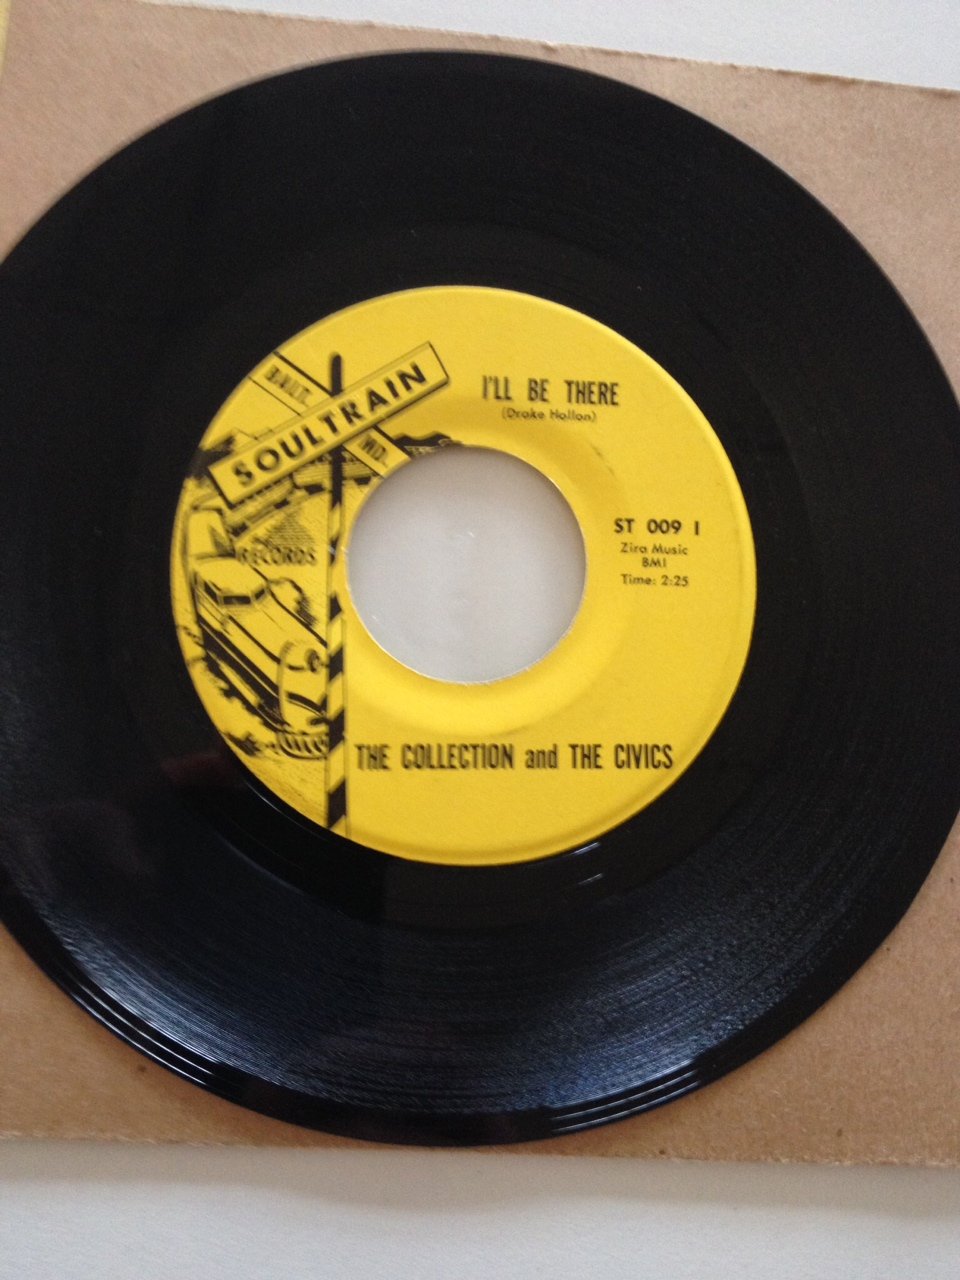 BALT.
SOULTRAIN
MD.
RECORDS
I'LL BE THERE
(Drake Hollon)
ST 009 1
Zira Music
BMI
Time: 2:25
THE COLLECTION and THE CIVICS